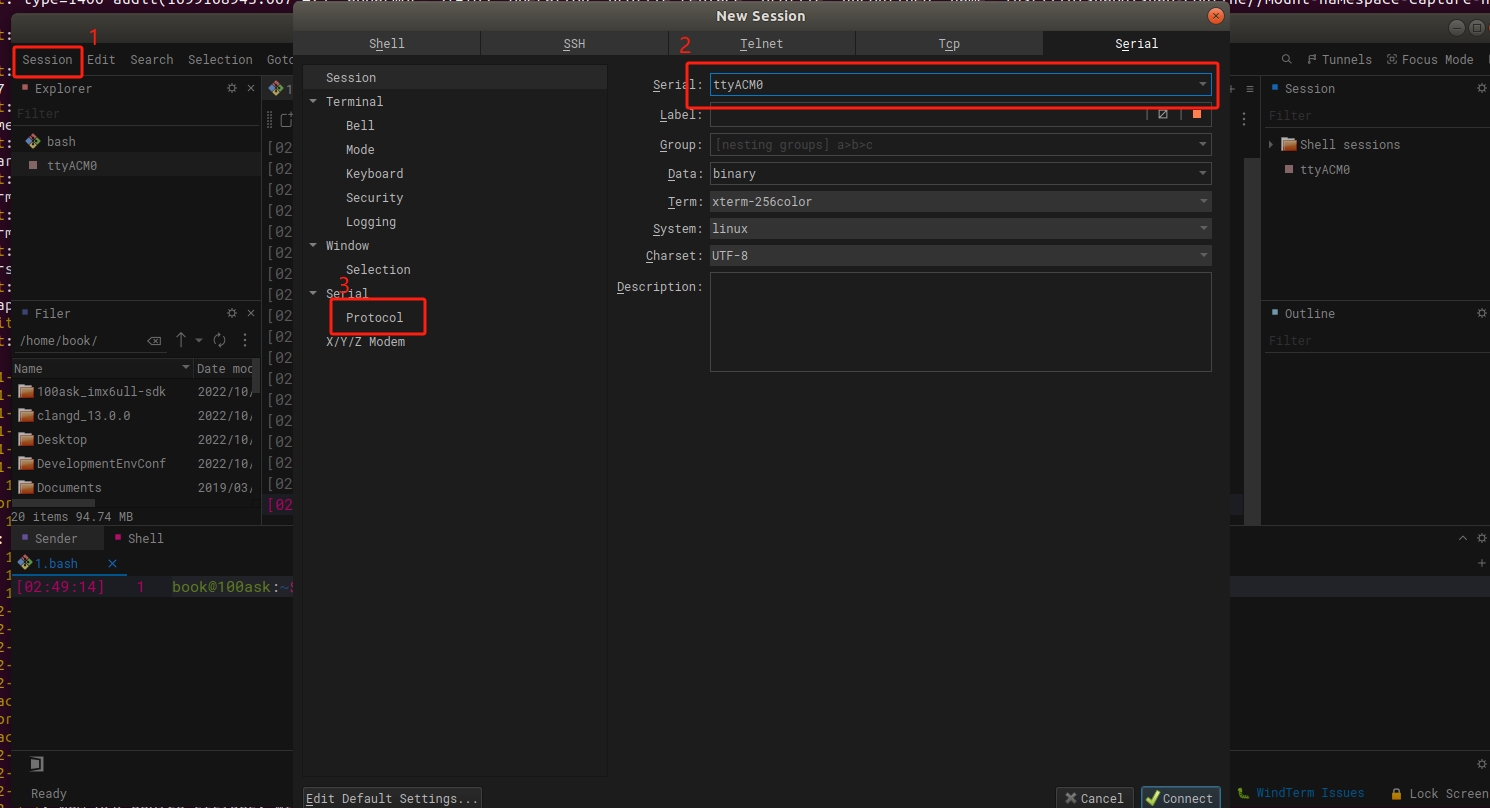 New Session
1
Session Edit Search Selection Goto
Explorer
Filter
bash
ttyACM0
Filer
/home/book/
Name Date mod
100ask_imx6ull-sdk 2022/10/
clangd_13.0.0 2022/10/
Desktop 2022/10/
DevelopmentEnvConf 2022/10/
Documents 2019/03/
20 items 94.74 MB
Sender Shell
1.bash
[02:49:14] 1 book@100ask:~$
Ready
Shell SSH Telnet Tcp Serial
2
Session
Terminal
Bell
Mode
Keyboard
Security
Logging
Window
Selection
3
Serial
Protocol
X/Y/Z Modem
Serial: ttyACM0
Label:
Group: [nesting groups] a>b>c
Data: binary
Term: xterm-256color
System: linux
Charset: UTF-8
Description:
Edit Default Settings...
Cancel Connect
Tunnels Focus Mode
Session
Filter
Shell sessions
ttyACM0
Outline
Filter
WindTerm Issues Lock Screen